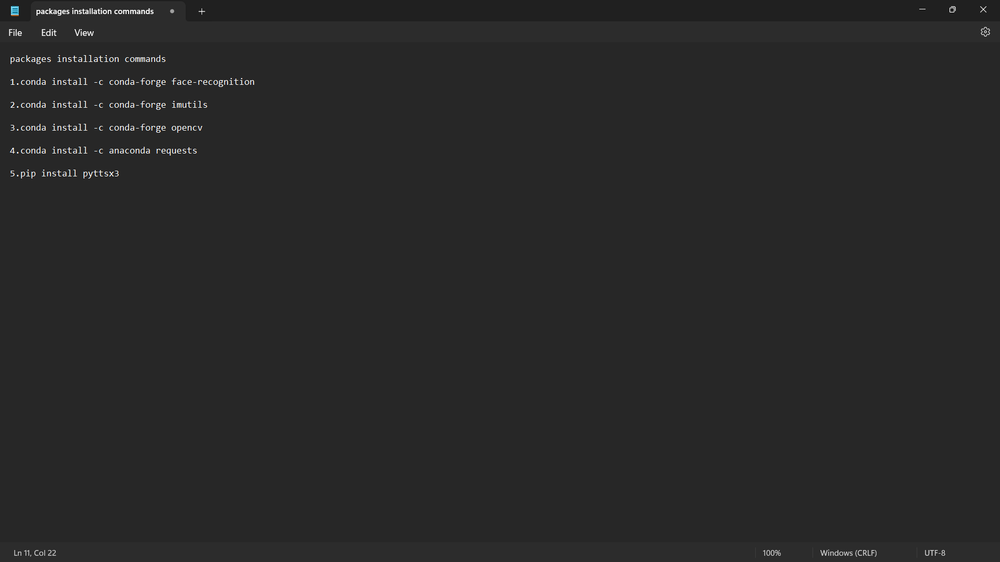 packages installation commands
File Edit View
packages installation commands
1.conda install -c conda-forge face-recognition
2.conda install -c conda-forge imutils
3.conda install -c conda-forge opencv
4.conda install -c anaconda requests
5.pip install pyttsx3
Ln 11, Col 22 100% Windows (CRLF) UTF-8